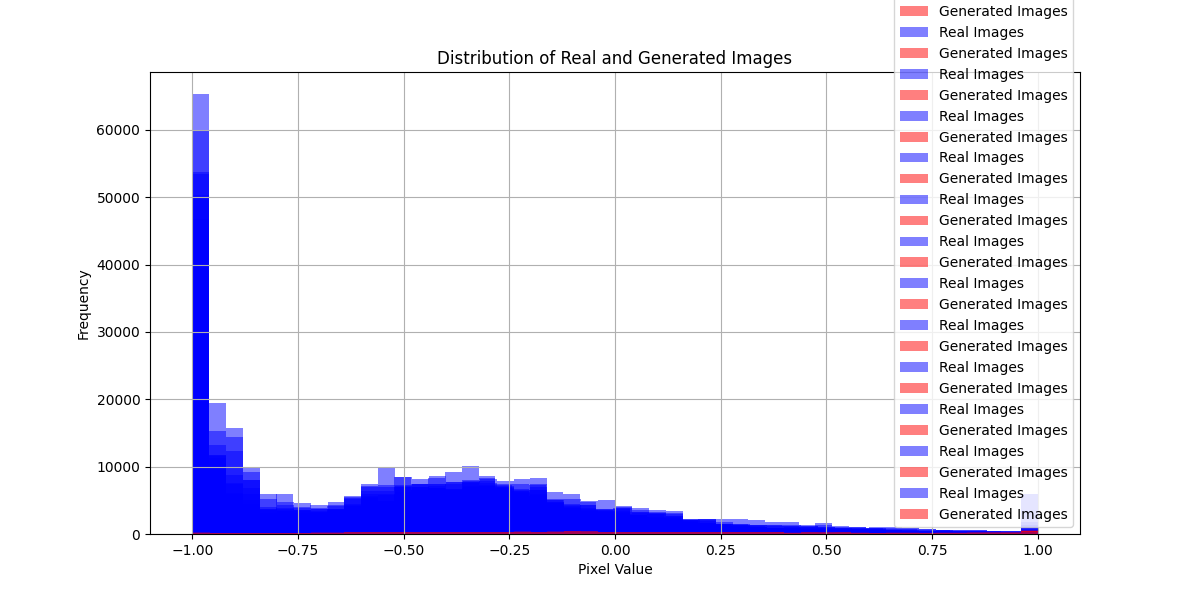 Distribution of Real and Generated Images
Generated Images
Real Images
Generated Images
Real Images
Generated Images
Real Images
Generated Images
Real Images
Generated Images
Real Images
Generated Images
Real Images
Generated Images
Real Images
Generated Images
Real Images
Generated Images
Real Images
Generated Images
Real Images
Generated Images
Real Images
Generated Images
Real Images
Generated Images
Frequency
60000
50000
40000
30000
20000
10000
0
−1.00
−0.75
−0.50
−0.25
0.00
0.25
0.50
0.75
1.00
Pixel Value